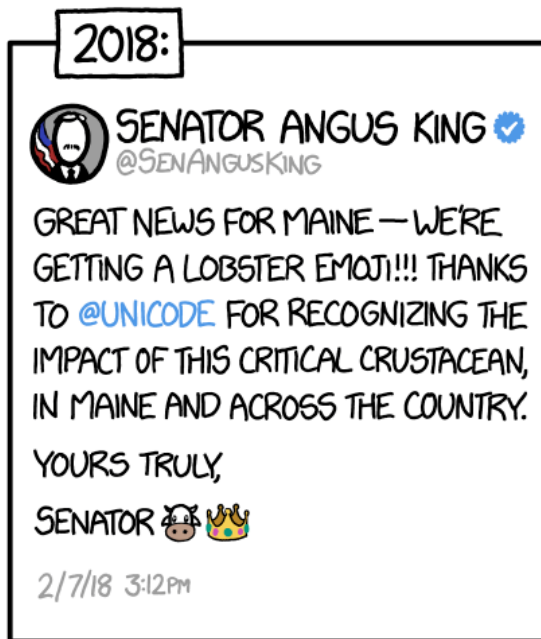 2018:
SENATOR ANGUS KING
@SENANGUSKING
GREAT NEWS FOR MAINE — WE'RE
GETTING A LOBSTER EMOJI!!! THANKS
TO @UNICODE FOR RECOGNIZING THE
IMPACT OF THIS CRITICAL CRUSTACEAN,
IN MAINE AND ACROSS THE COUNTRY.
YOURS TRULY,
SENATOR 🐮👑
2/7/18 3:12PM